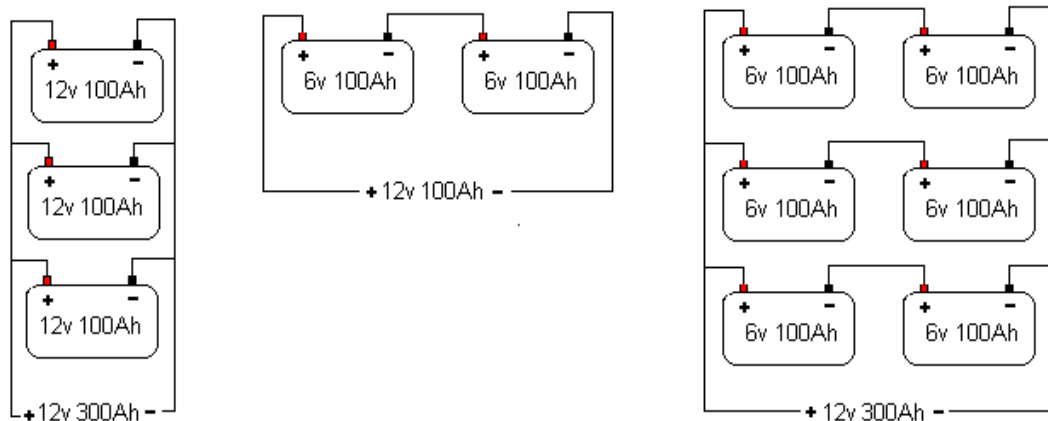 + -
12v 100Ah
+ -
12v 100Ah
+ -
12v 100Ah
+ 12v 300Ah -
+ - + -
6v 100Ah 6v 100Ah
+ 12v 100Ah -
+ - + -
6v 100Ah 6v 100Ah
+ - + -
6v 100Ah 6v 100Ah
+ - + -
6v 100Ah 6v 100Ah
+ 12v 300Ah -